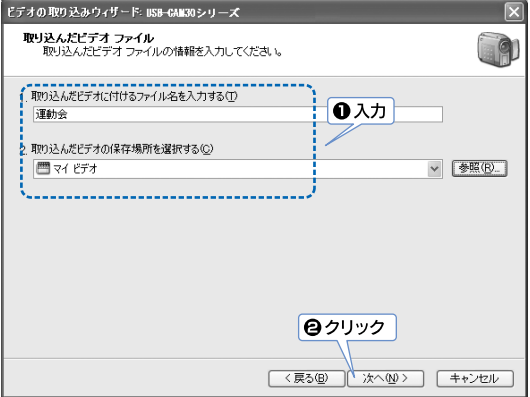 ビデオの取り込みウィザード: USB-CAM30シリーズ
取り込んだビデオ ファイル
取り込んだビデオ ファイルの情報を入力してください。
1. 取り込んだビデオに付けるファイル名を入力する(T)
運動会
❶入力
2. 取り込んだビデオの保存場所を選択する(C)
マイ ビデオ
参照(R)...
❷クリック
< 戻る(B)
次へ(N) >
キャンセル